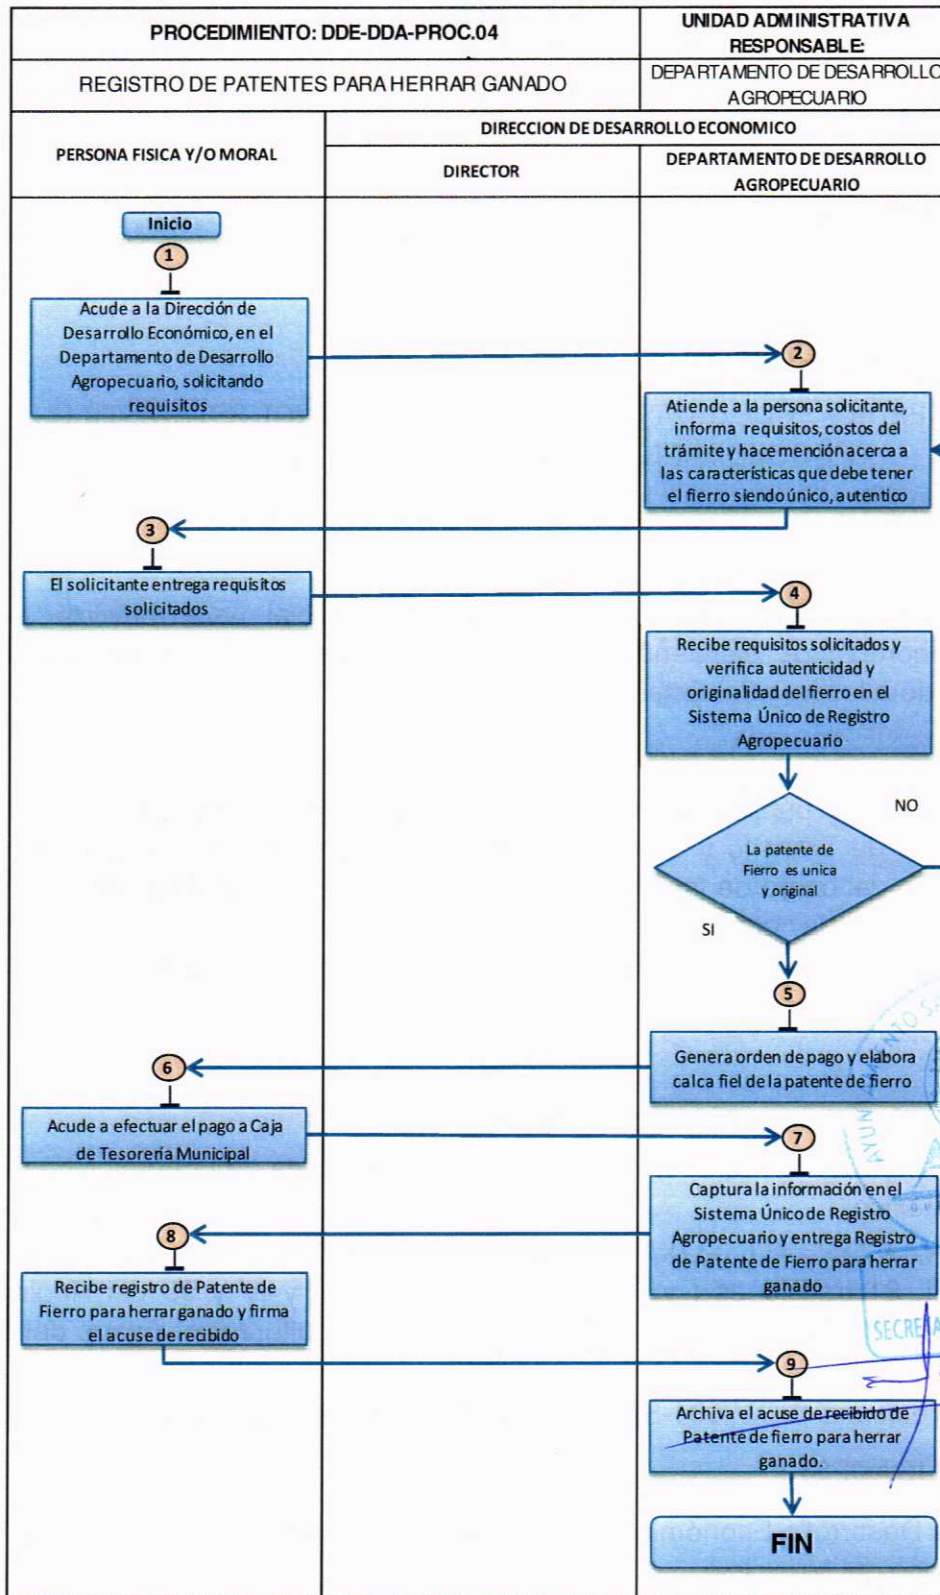 PROCEDIMIENTO: DDE-DDA-PROC.04
UNIDAD ADMINISTRATIVA
RESPONSABLE:
REGISTRO DE PATENTES PARA HERRAR GANADO
DEPARTAMENTO DE DESARROLLO
AGROPECUARIO
PERSONA FISICA Y/O MORAL
DIRECCION DE DESARROLLO ECONOMICO
DIRECTOR
DEPARTAMENTO DE DESARROLLO
AGROPECUARIO
Inicio
1
Acude a la Dirección de
Desarrollo Económico, en el
Departamento de Desarrollo
Agropecuario, solicitando
requisitos
2
Atiende a la persona solicitante,
informa requisitos, costos del
trámite y hace mención acerca a
las características que debe tener
el fierro siendo único, autentico
3
El solicitante entrega requisitos
solicitados
4
Recibe requisitos solicitados y
verifica autenticidad y
originalidad del fierro en el
Sistema Único de Registro
Agropecuario
La patente de
Fierro es unica
y original
NO
SI
5
Genera orden de pago y elabora
calca fiel de la patente de fierro
6
Acude a efectuar el pago a Caja
de Tesorería Municipal
7
Captura la información en el
Sistema Único de Registro
Agropecuario y entrega Registro
de Patente de Fierro para herrar
ganado
8
Recibe registro de Patente de
Fierro para herrar ganado y firma
el acuse de recibido
9
Archiva el acuse de recibido de
Patente de fierro para herrar
ganado.
FIN